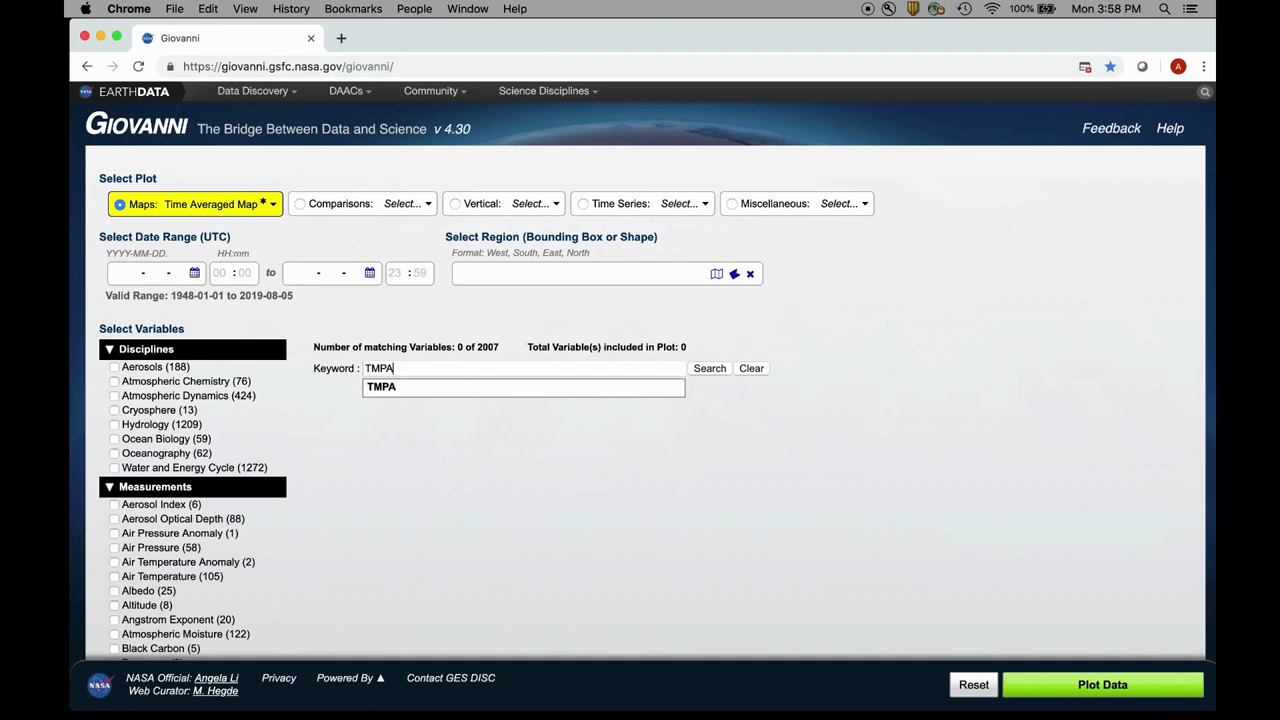 Chrome File Edit View History Bookmarks People Window Help 100% Mon 3:58 PM
Giovanni
https://giovanni.gsfc.nasa.gov/giovanni/ A
EARTHDATA Data Discovery DAACs Community Science Disciplines
GIOVANNI The Bridge Between Data and Science v 4.30 Feedback Help
Select Plot
Maps: Time Averaged Map * Comparisons: Select... Vertical: Select... Time Series: Select... Miscellaneous: Select...
Select Date Range (UTC) Select Region (Bounding Box or Shape)
YYYY-MM-DD. HH:mm Format: West, South, East, North
- - 00 : 00 to - - 23 : 59
Valid Range: 1948-01-01 to 2019-08-05
Select Variables
Disciplines
Aerosols (188)
Atmospheric Chemistry (76)
Atmospheric Dynamics (424)
Cryosphere (13)
Hydrology (1209)
Ocean Biology (59)
Oceanography (62)
Water and Energy Cycle (1272)
Number of matching Variables: 0 of 2007 Total Variable(s) included in Plot: 0
Keyword : TMPA Search Clear
TMPA
Measurements
Aerosol Index (6)
Aerosol Optical Depth (88)
Air Pressure Anomaly (1)
Air Pressure (58)
Air Temperature Anomaly (2)
Air Temperature (105)
Albedo (25)
Altitude (8)
Angstrom Exponent (20)
Atmospheric Moisture (122)
Black Carbon (5)
NASA Official: Angela Li Privacy Powered By Contact GES DISC
Web Curator: M. Hegde
Reset Plot Data